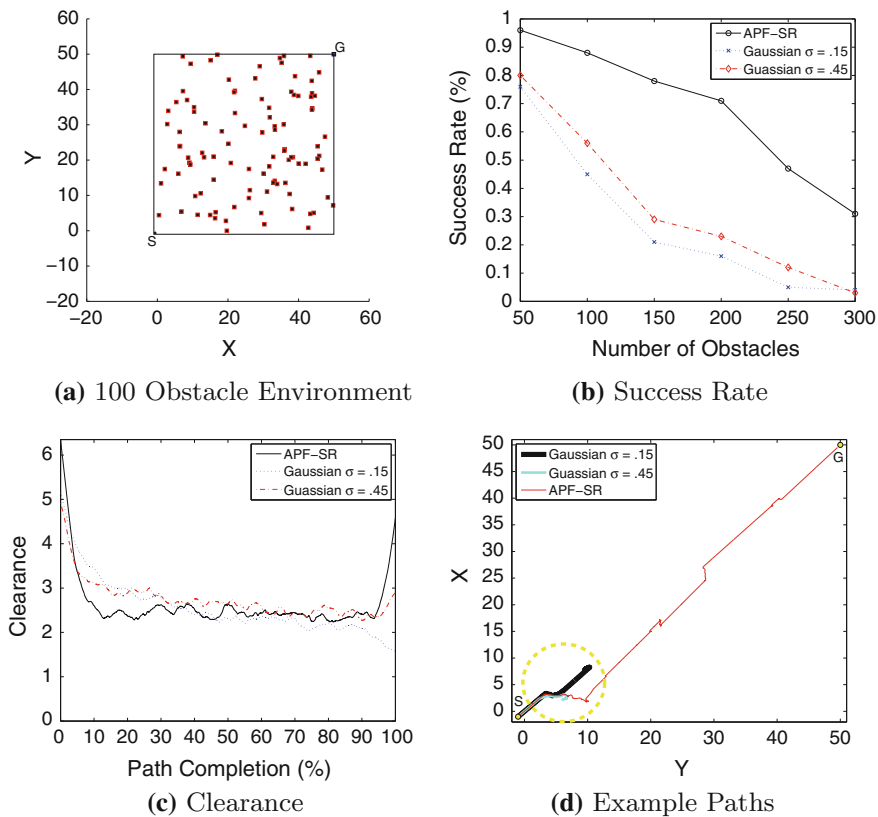 60
50
40
30
20
10
0
−10
−20
−20
0
20
40
60
Y
X
S
G
(a) 100 Obstacle Environment
1
0.9
0.8
0.7
0.6
0.5
0.4
0.3
0.2
0.1
0
50
100
150
200
250
300
Success Rate (%)
Number of Obstacles
APF−SR
Gaussian σ = .15
Guassian σ = .45
(b) Success Rate
6
5
4
3
2
1
0
0
10
20
30
40
50
60
70
80
90
100
Clearance
Path Completion (%)
APF−SR
Gaussian σ = .15
Guassian σ = .45
(c) Clearance
50
45
40
35
30
25
20
15
10
5
0
0
10
20
30
40
50
X
Y
Gaussian σ = .15
Guassian σ = .45
APF−SR
S
G
(d) Example Paths